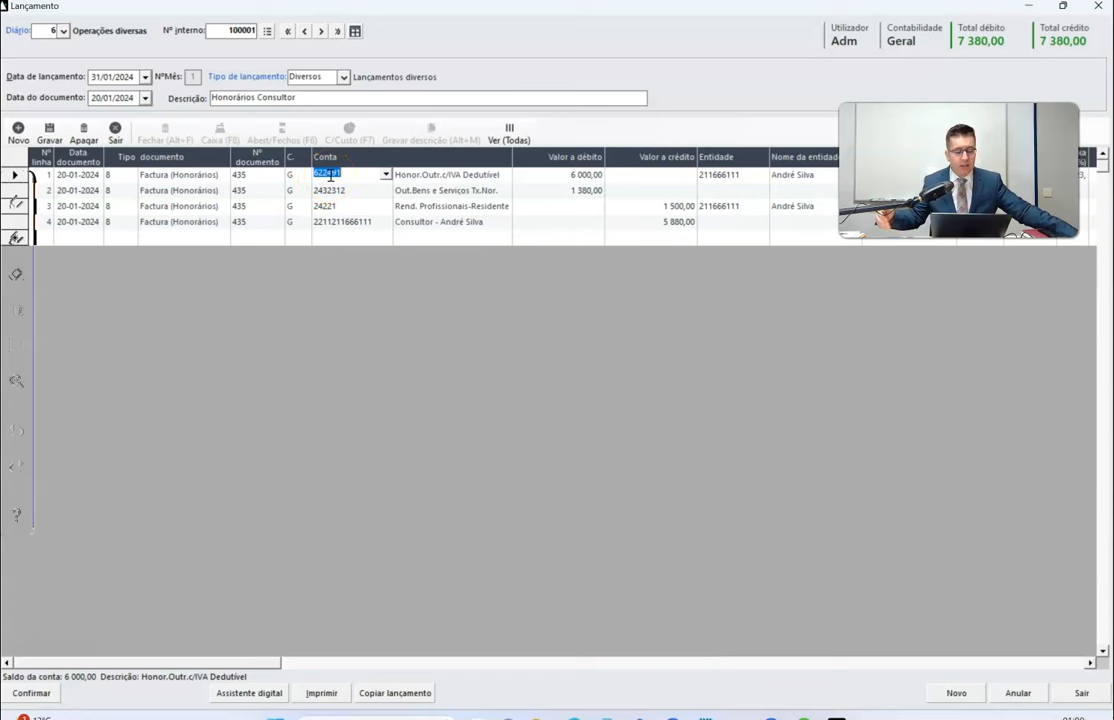 Lançamento
Diário: 6 Operações diversas Nº interno: 100001
Utilizador Contabilidade Total débito Total crédito
Adm Geral 7 380,00 7 380,00
Data de lançamento: 31/01/2024 NºMês: 1 Tipo de lançamento: Diversos Lançamentos diversos
Data do documento: 20/01/2024 Descrição: Honorários Consultor
Novo Gravar Apagar Sair Fechar (Alt+F) Caixa (F8) Abert/Fechos (F6) C/Custo (F7) Gravar descrição (Alt+M) Ver (Todas)
Nº linha Data documento Tipo documento Nº documento C. Conta Valor a débito Valor a crédito Entidade Nome da entidade
1 20-01-2024 8 Factura (Honorários) 435 G Honor.Outr.c/IVA Dedutível 6 000,00 211666111 André Silva
2 20-01-2024 8 Factura (Honorários) 435 G 2432312 Out.Bens e Serviços Tx.Nor. 1 380,00
3 20-01-2024 8 Factura (Honorários) 435 G 24221 Rend. Profissionais-Residente 1 500,00 211666111 André Silva
4 20-01-2024 8 Factura (Honorários) 435 G 2211211666111 Consultor - André Silva 5 880,00
Saldo da conta: 6 000,00 Descrição: Honor.Outr.c/IVA Dedutível
Confirmar Assistente digital Imprimir Copiar lançamento Novo Anular Sair